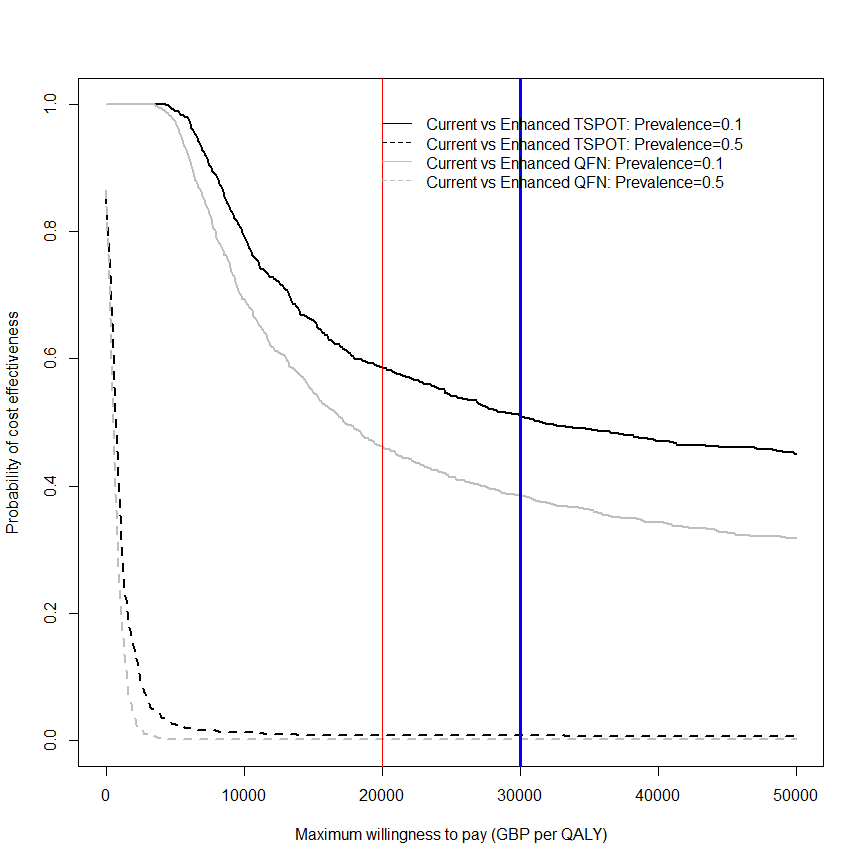 Current vs Enhanced TSPOT: Prevalence=0.1
Current vs Enhanced TSPOT: Prevalence=0.5
Current vs Enhanced QFN: Prevalence=0.1
Current vs Enhanced QFN: Prevalence=0.5
Probability of cost effectiveness
1.0
0.8
0.6
0.4
0.2
0.0
0 10000 20000 30000 40000 50000
Maximum willingness to pay (GBP per QALY)